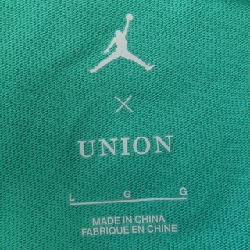 ×
UNION
L G G
MADE IN CHINA
FABRIQUÉ EN CHINE